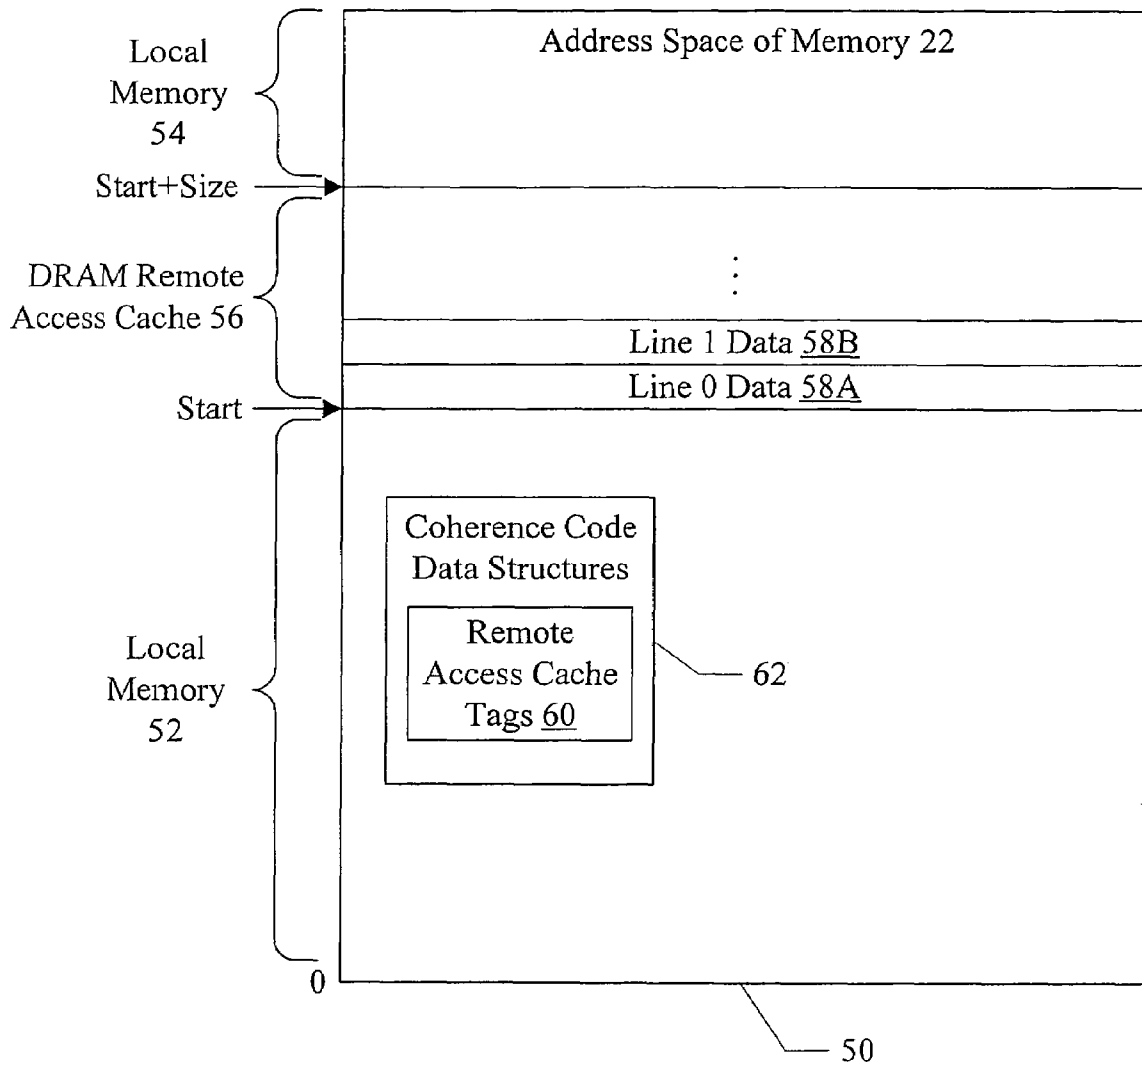 Address Space of Memory 22
Local
Memory
54
Start+Size
DRAM Remote
Access Cache 56
⋮
Line 1 Data 58B
Line 0 Data 58A
Start
Coherence Code
Data Structures
Remote
Access Cache
Tags 60
62
Local
Memory
52
0
50